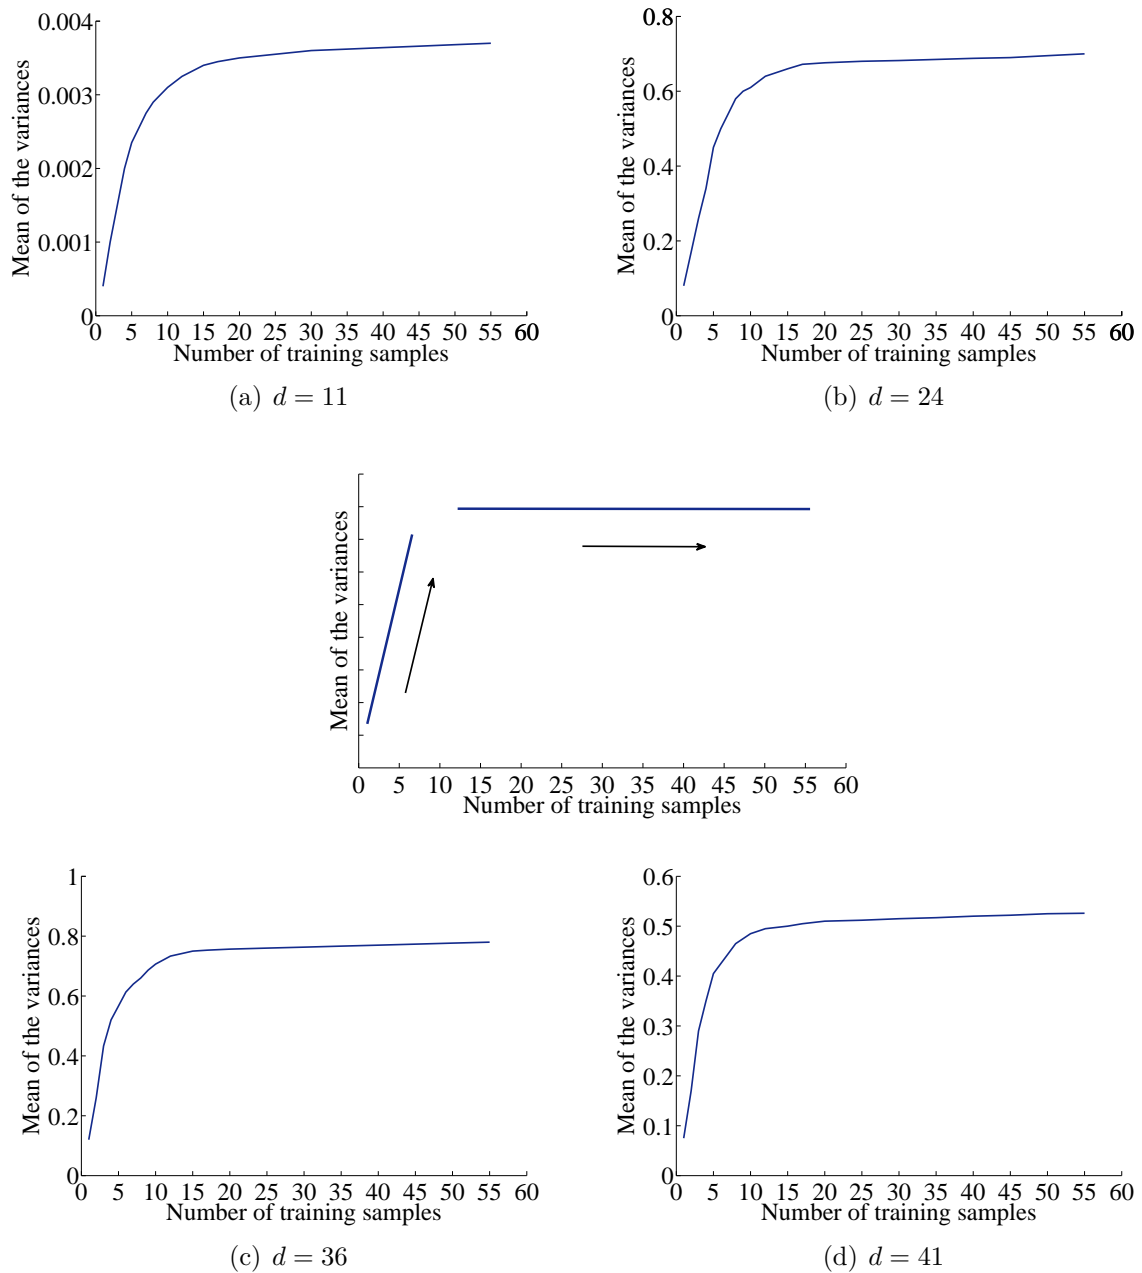 0.004
0.003
0.002
0.001
0
Mean of the variances
0 5 10 15 20 25 30 35 40 45 50 55 60
Number of training samples
(a) d = 11
0.8
0.6
0.4
0.2
0
Mean of the variances
0 5 10 15 20 25 30 35 40 45 50 55 60
Number of training samples
(b) d = 24
Mean of the variances
0 5 10 15 20 25 30 35 40 45 50 55 60
Number of training samples
1
0.8
0.6
0.4
0.2
0
Mean of the variances
0 5 10 15 20 25 30 35 40 45 50 55 60
Number of training samples
(c) d = 36
0.6
0.5
0.4
0.3
0.2
0.1
0
Mean of the variances
0 5 10 15 20 25 30 35 40 45 50 55 60
Number of training samples
(d) d = 41